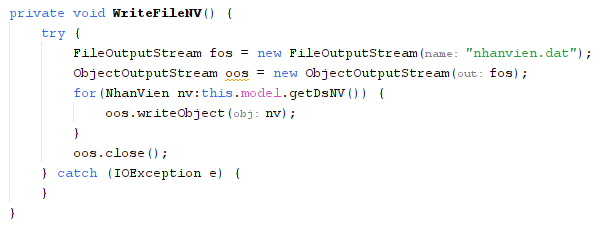 private void WriteFileNV() {
try {
FileOutputStream fos = new FileOutputStream(name: "nhanvien.dat");
ObjectOutputStream oos = new ObjectOutputStream(out: fos);
for(NhanVien nv:this.model.getDsNV()) {
oos.writeObject(obj: nv);
}
oos.close();
} catch (IOException e) {
}
}